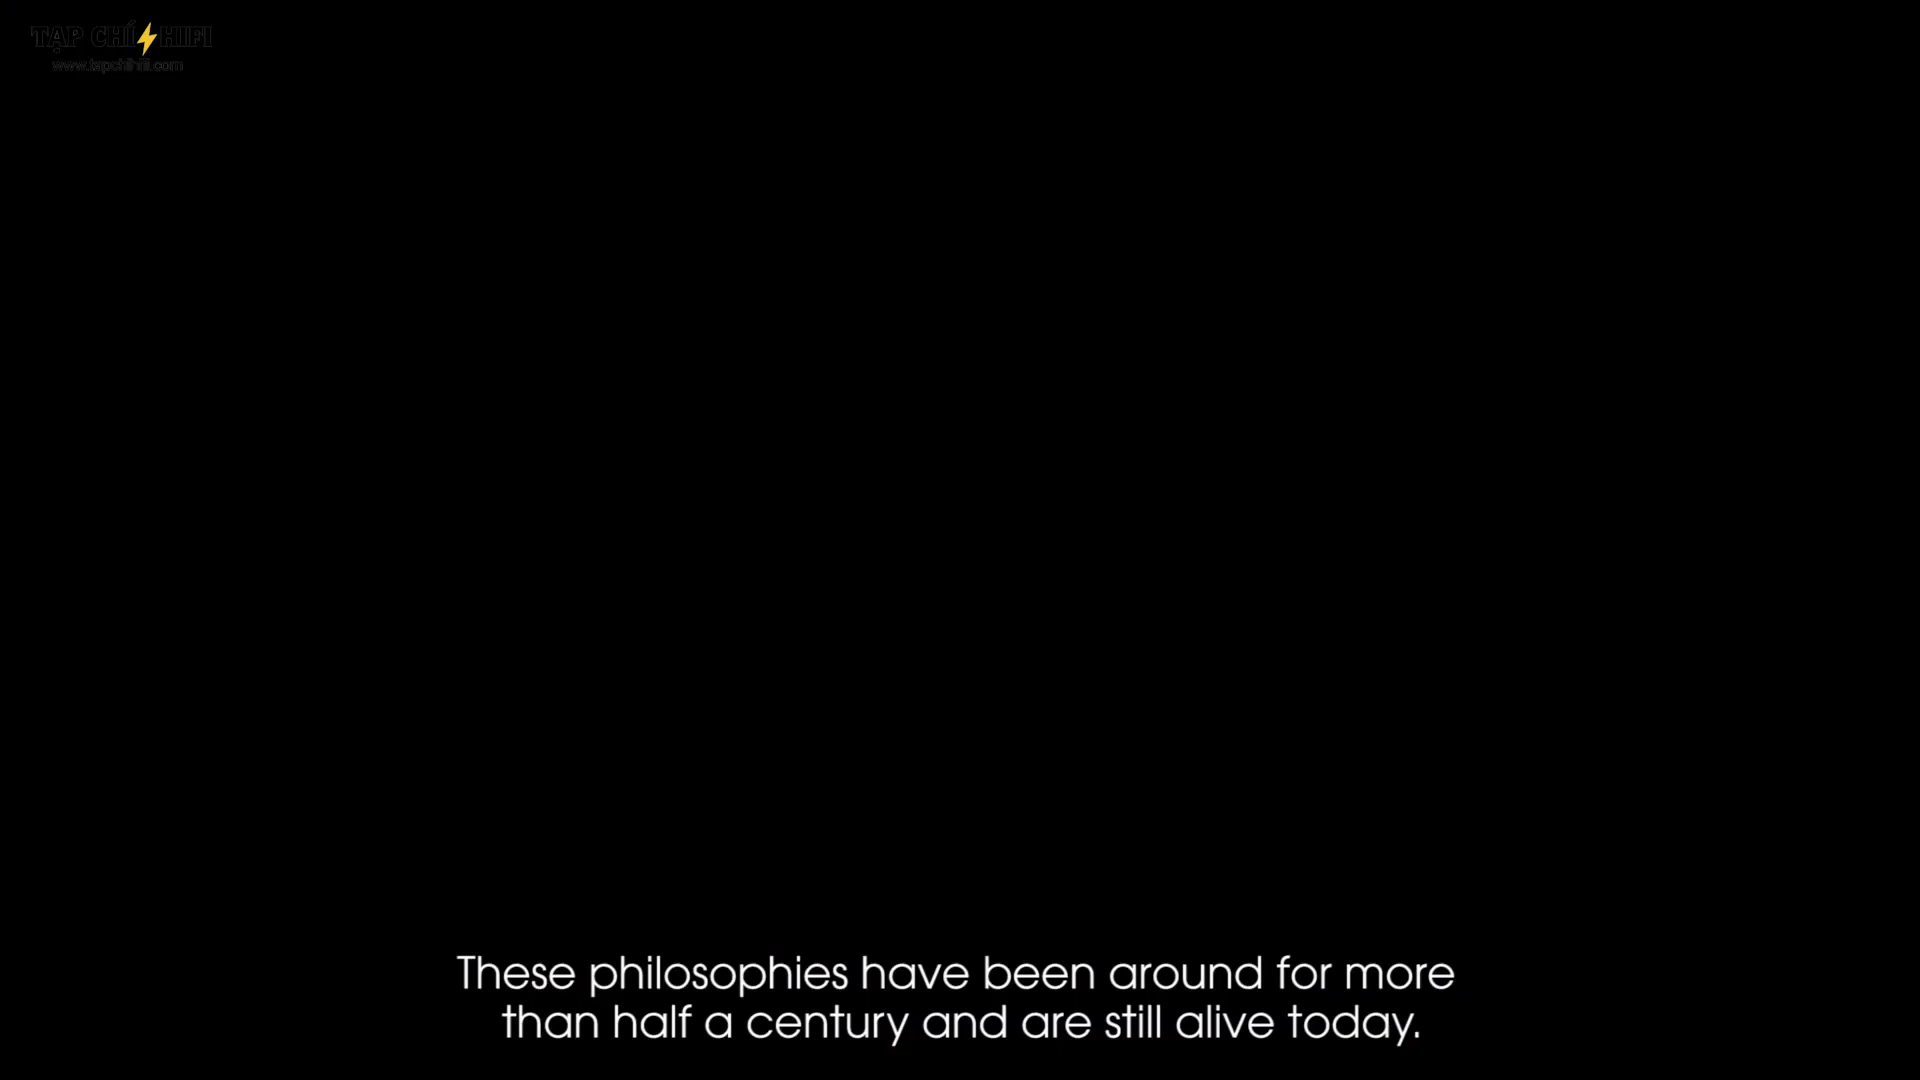 TẠP CHÍ HIFI
www.tapchihifi.com
These philosophies have been around for more
than half a century and are still alive today.